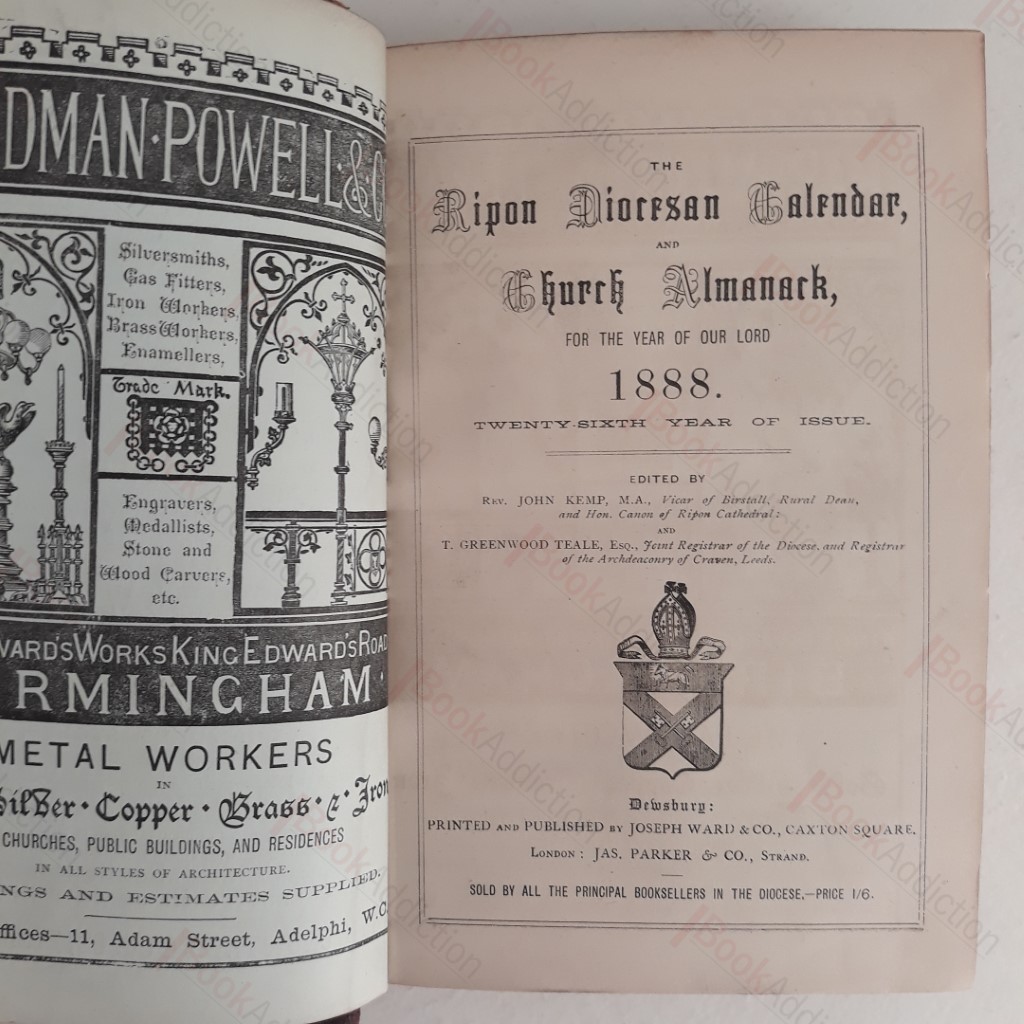 DMAN·POWELL·&
Silversmiths,
Gas Fitters,
Iron Workers,
Brass Workers,
Enamellers,
Trade Mark.
Engravers,
Medallists,
Stone and
Wood Carvers,
etc.
WARD'S WORKS KING EDWARD'S ROAD
RMINGHAM.
METAL WORKERS
IN
Silver · Copper · Brass · & · Iron
CHURCHES, PUBLIC BUILDINGS, AND RESIDENCES
IN ALL STYLES OF ARCHITECTURE.
NGS AND ESTIMATES SUPPLIED.
ffices—11, Adam Street, Adelphi, W.C.
THE
Ripon Diocesan Calendar,
AND
Church Almanack,
FOR THE YEAR OF OUR LORD
1888.
TWENTY-SIXTH YEAR OF ISSUE.
EDITED BY
REV. JOHN KEMP, M.A., Vicar of Birstall, Rural Dean,
and Hon. Canon of Ripon Cathedral:
AND
T. GREENWOOD TEALE, ESQ., Joint Registrar of the Diocese, and Registrar
of the Archdeaconry of Craven, Leeds.
Dewsbury:
PRINTED AND PUBLISHED BY JOSEPH WARD & CO., CAXTON SQUARE.
LONDON: JAS. PARKER & CO., STRAND.
SOLD BY ALL THE PRINCIPAL BOOKSELLERS IN THE DIOCESE.—PRICE 1/6.
BookAddiction